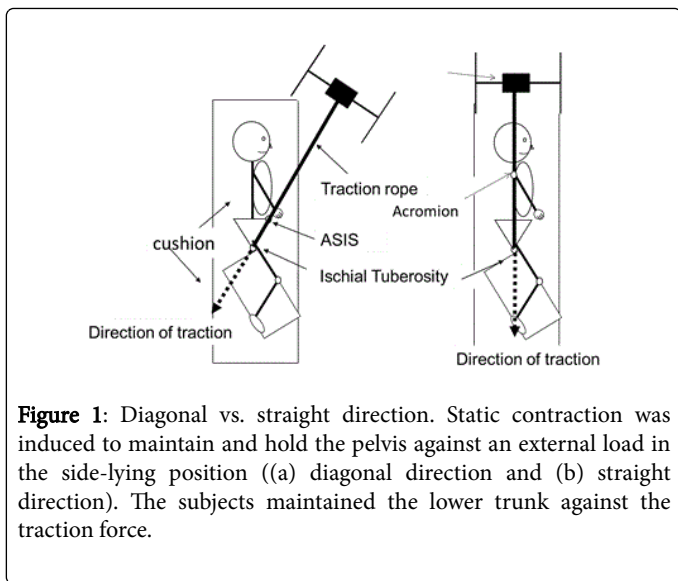 Traction rope
Acromion
ASIS
cushion
Ischial Tuberosity
Direction of traction
Direction of traction
Figure 1: Diagonal vs. straight direction. Static contraction was
induced to maintain and hold the pelvis against an external load in
the side-lying position ((a) diagonal direction and (b) straight
direction). The subjects maintained the lower trunk against the
traction force.